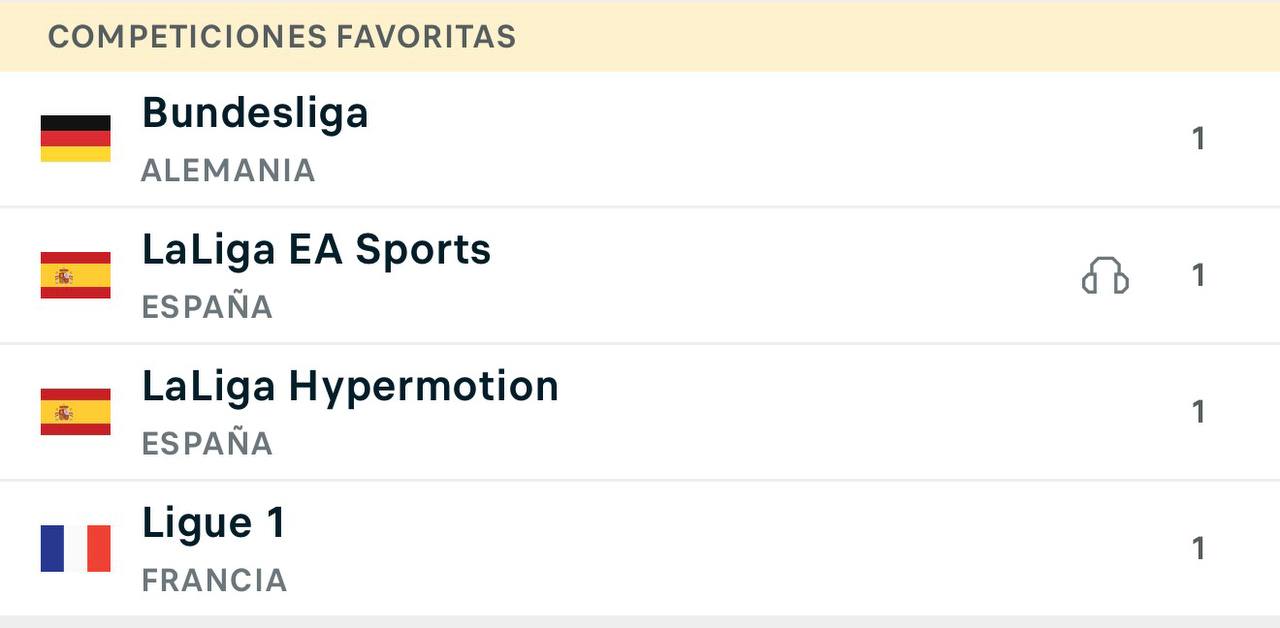 COMPETICIONES FAVORITAS
Bundesliga
ALEMANIA
1
LaLiga EA Sports
ESPAÑA
1
LaLiga Hypermotion
ESPAÑA
1
Ligue 1
FRANCIA
1